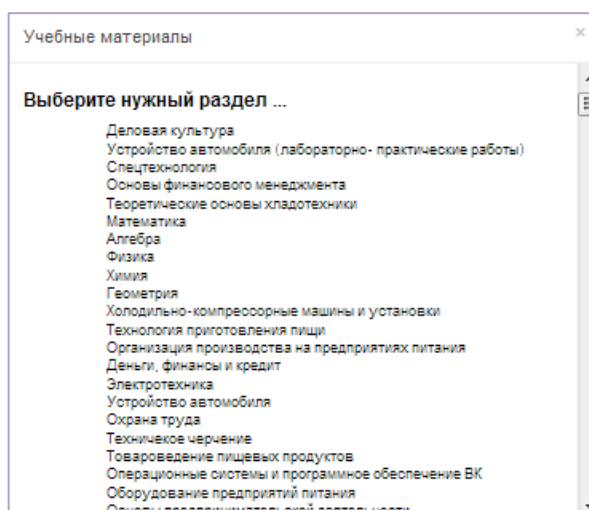 Учебные материалы
×
Выберите нужный раздел ...
Деловая культура
Устройство автомобиля (лабораторно- практические работы)
Спецтехнология
Основы финансового менеджмента
Теоретические основы хладотехники
Математика
Алгебра
Физика
Химия
Геометрия
Холодильно-компрессорные машины и установки
Технология приготовления пищи
Организация производства на предприятиях питания
Деньги, финансы и кредит
Электротехника
Устройство автомобиля
Охрана труда
Техничекое черчение
Товароведение пищевых продуктов
Операционные системы и программное обеспечение ВК
Оборудование предприятий питания
Основы предпринимательской деятельности